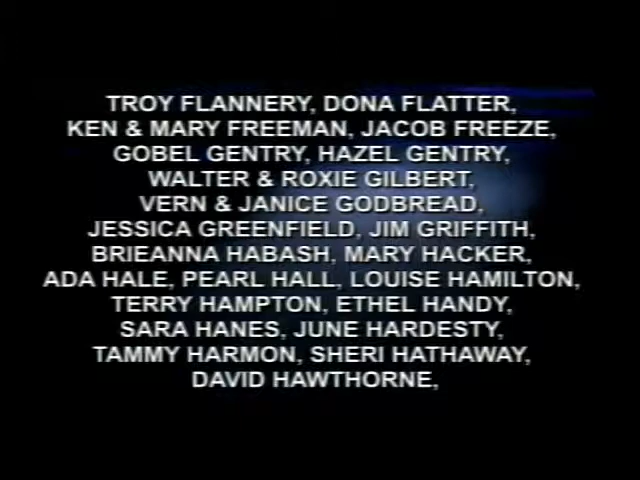 TROY FLANNERY, DONA FLATTER,
KEN & MARY FREEMAN, JACOB FREEZE,
GOBEL GENTRY, HAZEL GENTRY,
WALTER & ROXIE GILBERT,
VERN & JANICE GODBREAD,
JESSICA GREENFIELD, JIM GRIFFITH,
BRIEANNA HABASH, MARY HACKER,
ADA HALE, PEARL HALL, LOUISE HAMILTON,
TERRY HAMPTON, ETHEL HANDY,
SARA HANES, JUNE HARDESTY,
TAMMY HARMON, SHERI HATHAWAY,
DAVID HAWTHORNE,